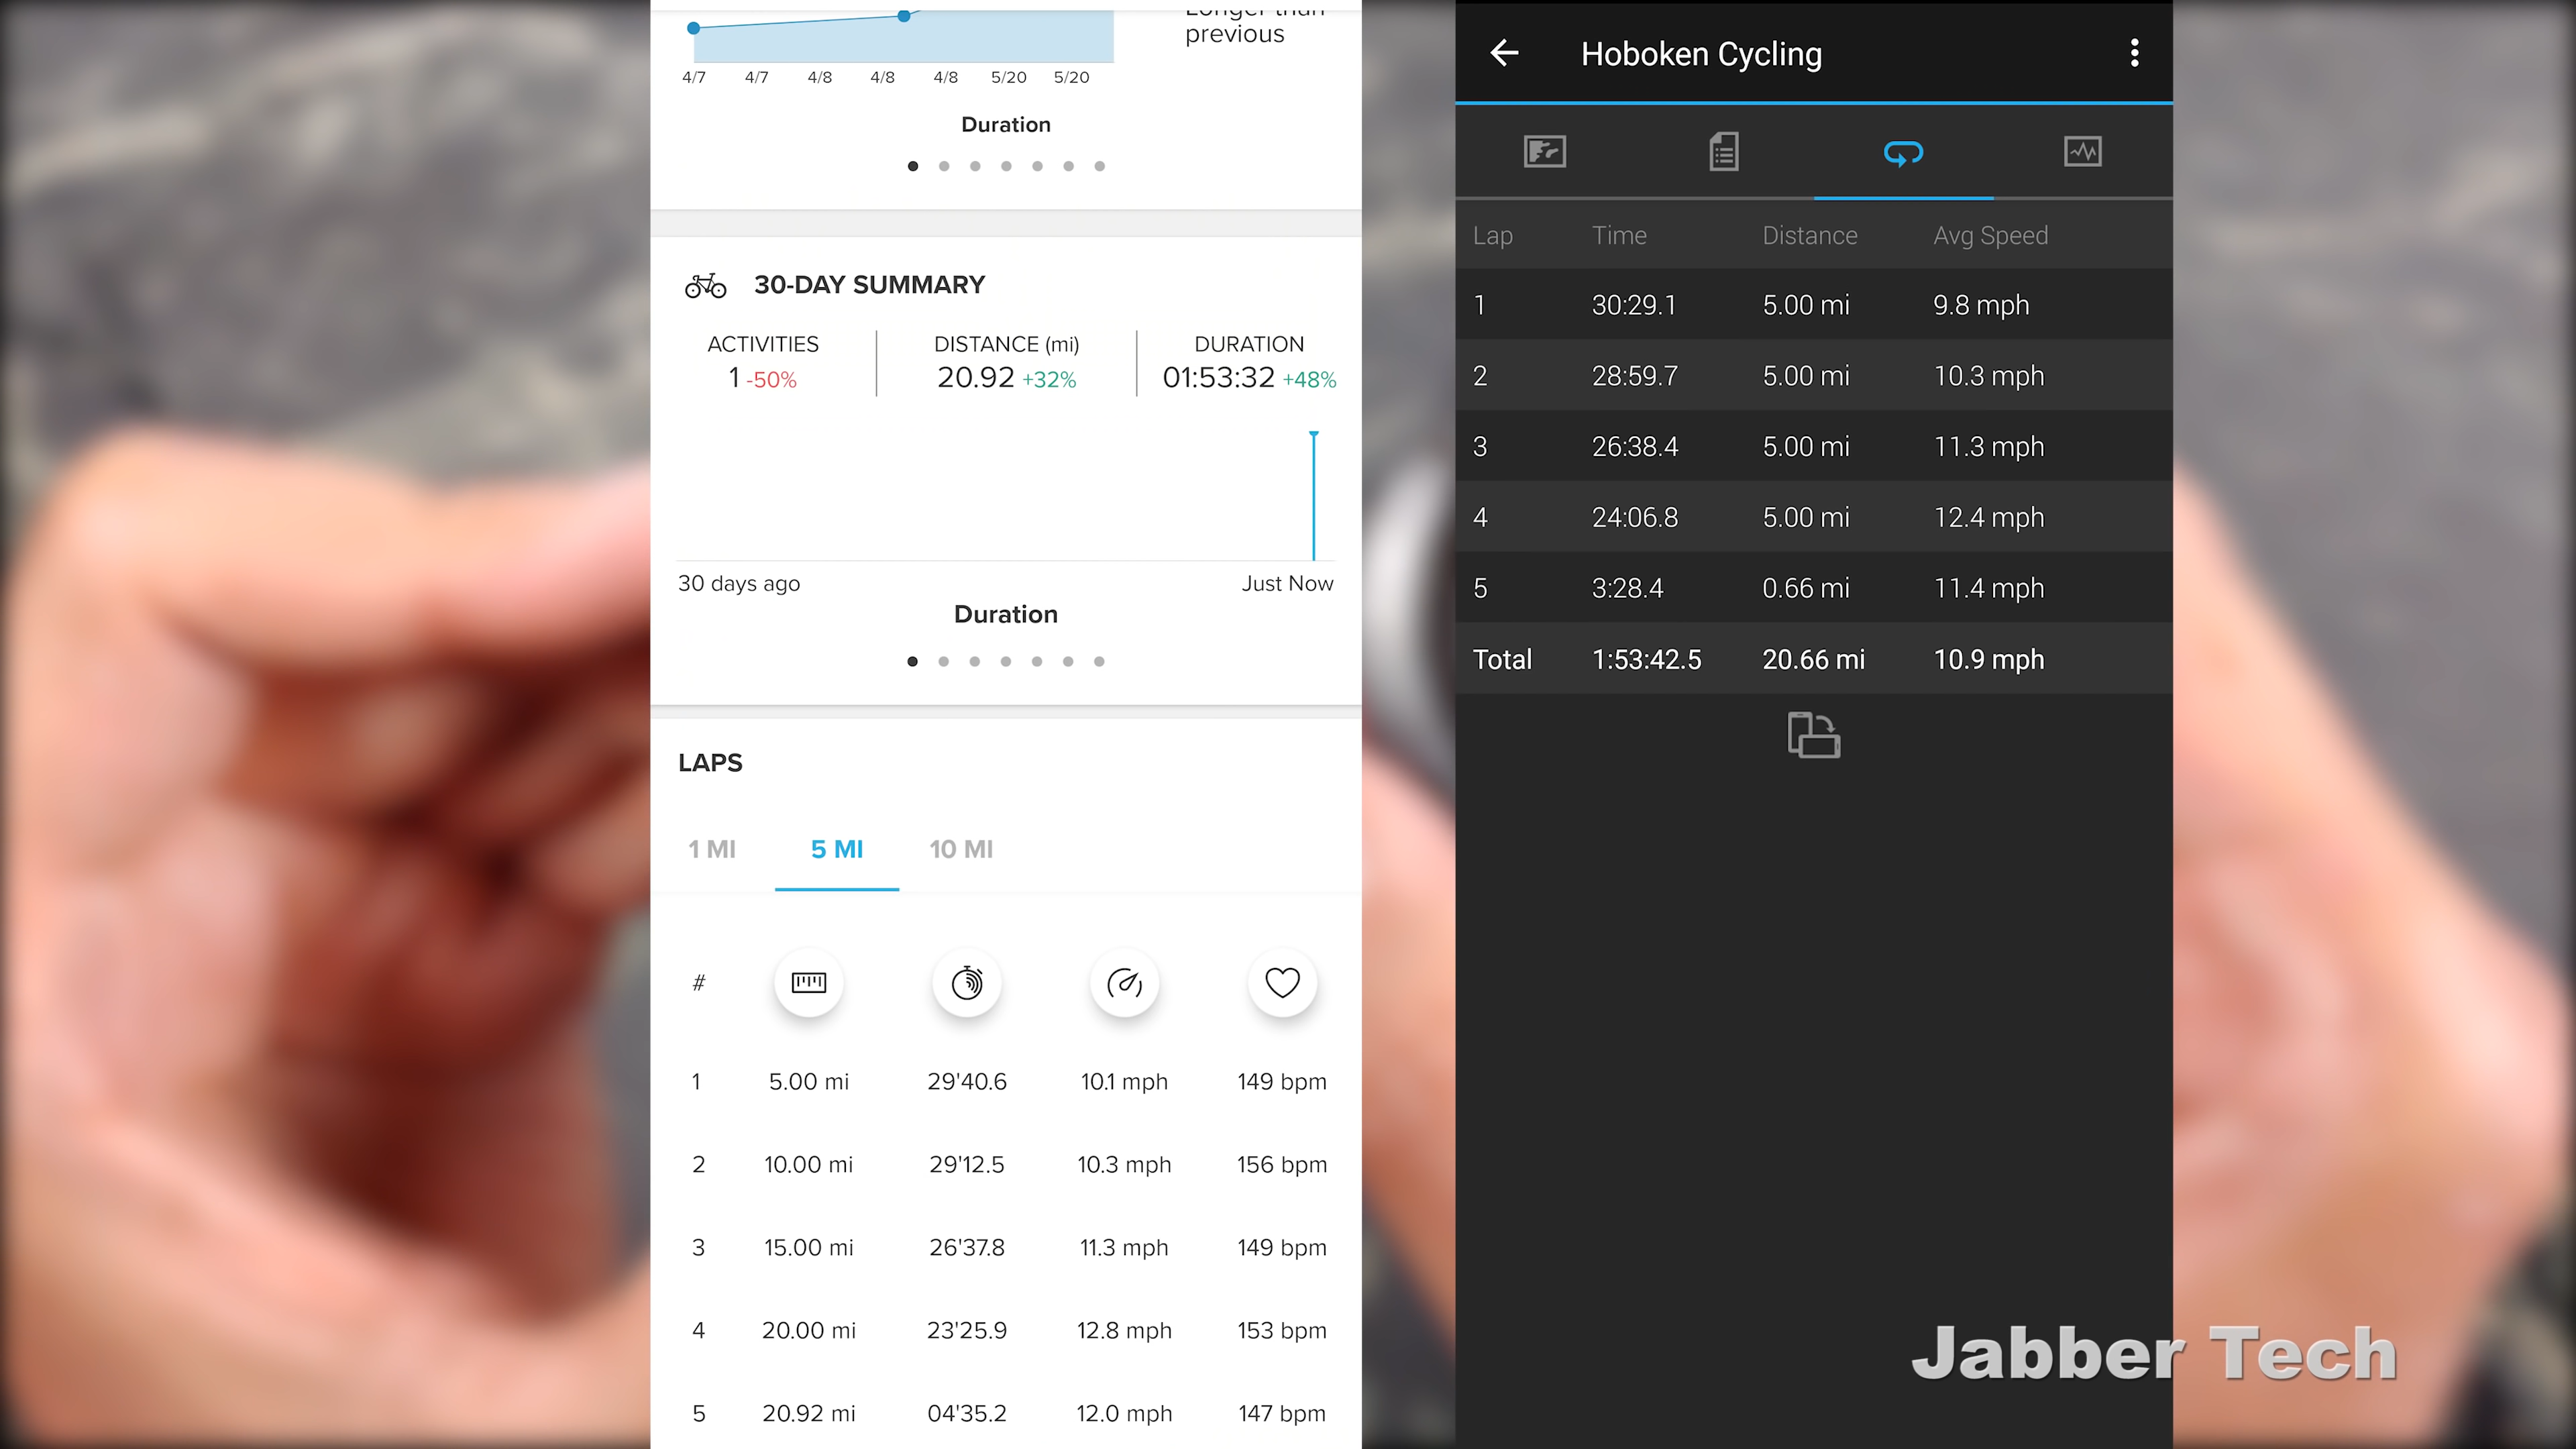 previous
4/7 4/7 4/8 4/8 4/8 5/20 5/20
Duration
30-DAY SUMMARY
ACTIVITIES DISTANCE (mi) DURATION
1 -50% 20.92 +32% 01:53:32 +48%
30 days ago Just Now
Duration
LAPS
1 MI 5 MI 10 MI
#
1 5.00 mi 29'40.6 10.1 mph 149 bpm
2 10.00 mi 29'12.5 10.3 mph 156 bpm
3 15.00 mi 26'37.8 11.3 mph 149 bpm
4 20.00 mi 23'25.9 12.8 mph 153 bpm
5 20.92 mi 04'35.2 12.0 mph 147 bpm
Hoboken Cycling
Lap Time Distance Avg Speed
1 30:29.1 5.00 mi 9.8 mph
2 28:59.7 5.00 mi 10.3 mph
3 26:38.4 5.00 mi 11.3 mph
4 24:06.8 5.00 mi 12.4 mph
5 3:28.4 0.66 mi 11.4 mph
Total 1:53:42.5 20.66 mi 10.9 mph
Jabber Tech